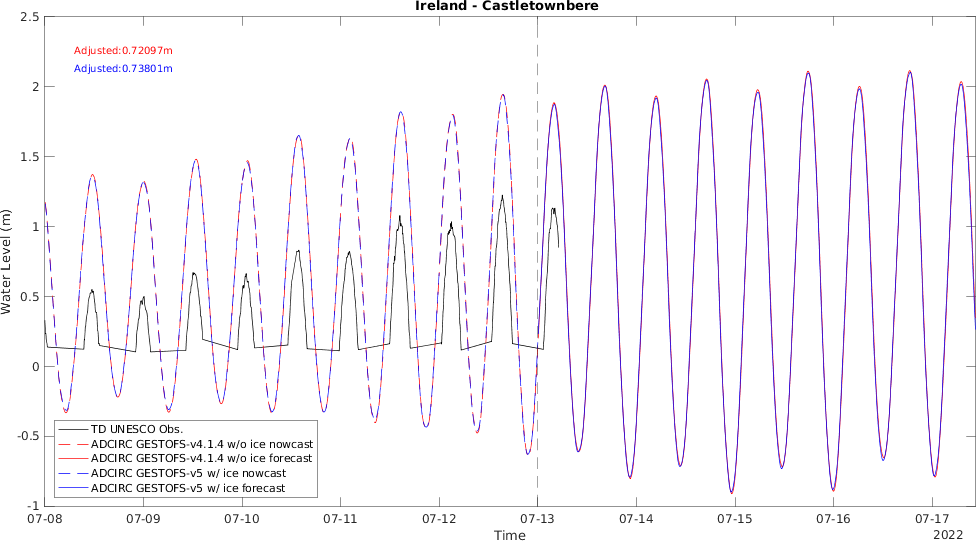 Ireland - Castletownbere
2.5
Adjusted:0.72097m
Adjusted:0.73801m
2
1.5
1
0.5
0
-0.5
-1
Water Level (m)
TD UNESCO Obs.
ADCIRC GESTOFS-v4.1.4 w/o ice nowcast
ADCIRC GESTOFS-v4.1.4 w/o ice forecast
ADCIRC GESTOFS-v5 w/ ice nowcast
ADCIRC GESTOFS-v5 w/ ice forecast
07-08 07-09 07-10 07-11 07-12 07-13 07-14 07-15 07-16 07-17
Time
2022